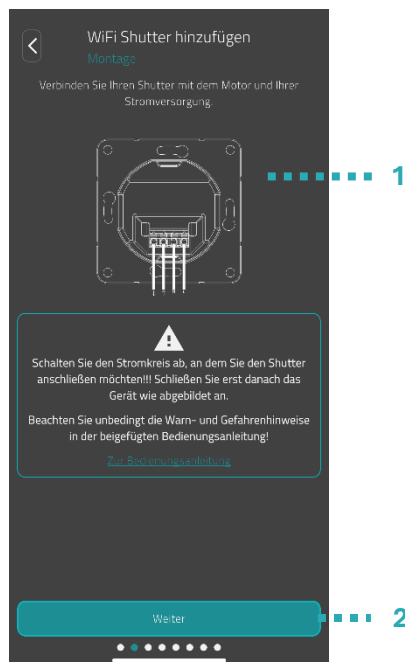 WiFi Shutter hinzufügen
Montage
Verbinden Sie Ihren Shutter mit dem Motor und Ihrer
Stromversorgung.
1
Schalten Sie den Stromkreis ab, an dem Sie den Shutter
anschließen möchten!!! Schließen Sie erst danach das
Gerät wie abgebildet an.
Beachten Sie unbedingt die Warn- und Gefahrenhinweise
in der beigefügten Bedienungsanleitung!
Zur Bedienungsanleitung
Weiter
2